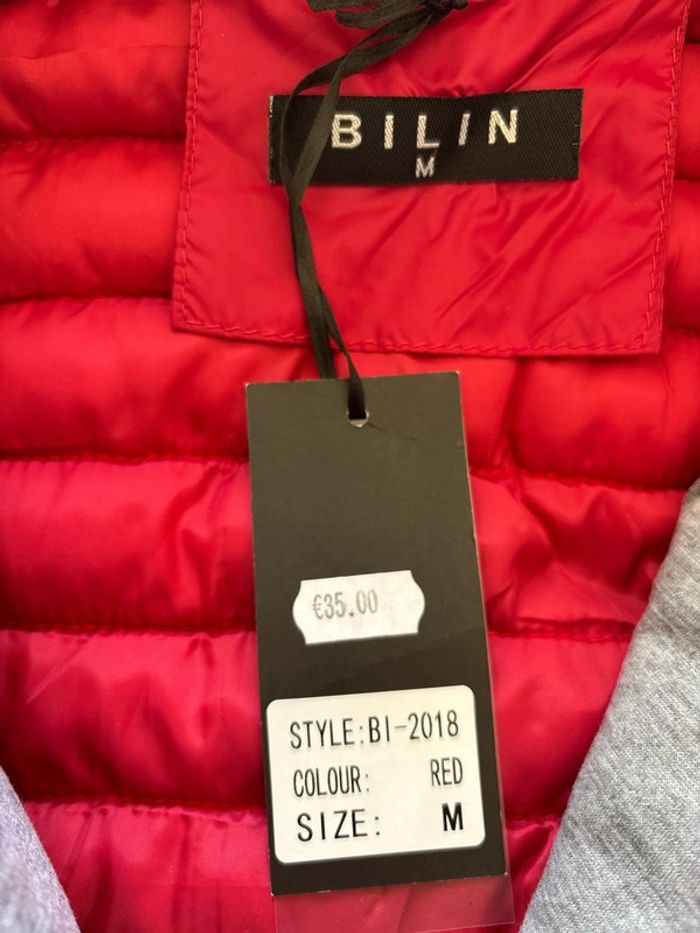 BILIN
M
€35.00
STYLE:BI-2018
COLOUR: RED
SIZE: M